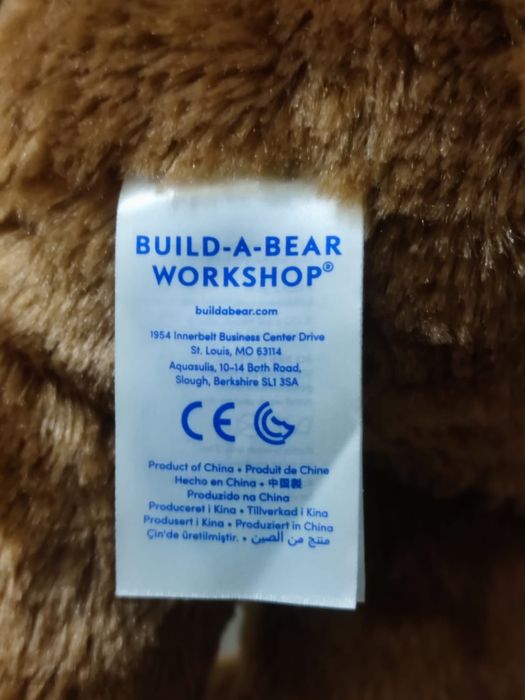 BUILD-A-BEAR
WORKSHOP®
buildabear.com
1954 Innerbelt Business Center Drive
St. Louis, MO 63114
Aquasulis, 10-14 Bath Road,
Slough, Berkshire SL1 3SA
CE
Product of China • Produit de Chine
Hecho en China • 中国製
Produzido na China
Produceret i Kina • Tillverkad i Kina
Produsert i Kina • Produziert in China
Çin'de üretilmiştir. • منتج من الصين